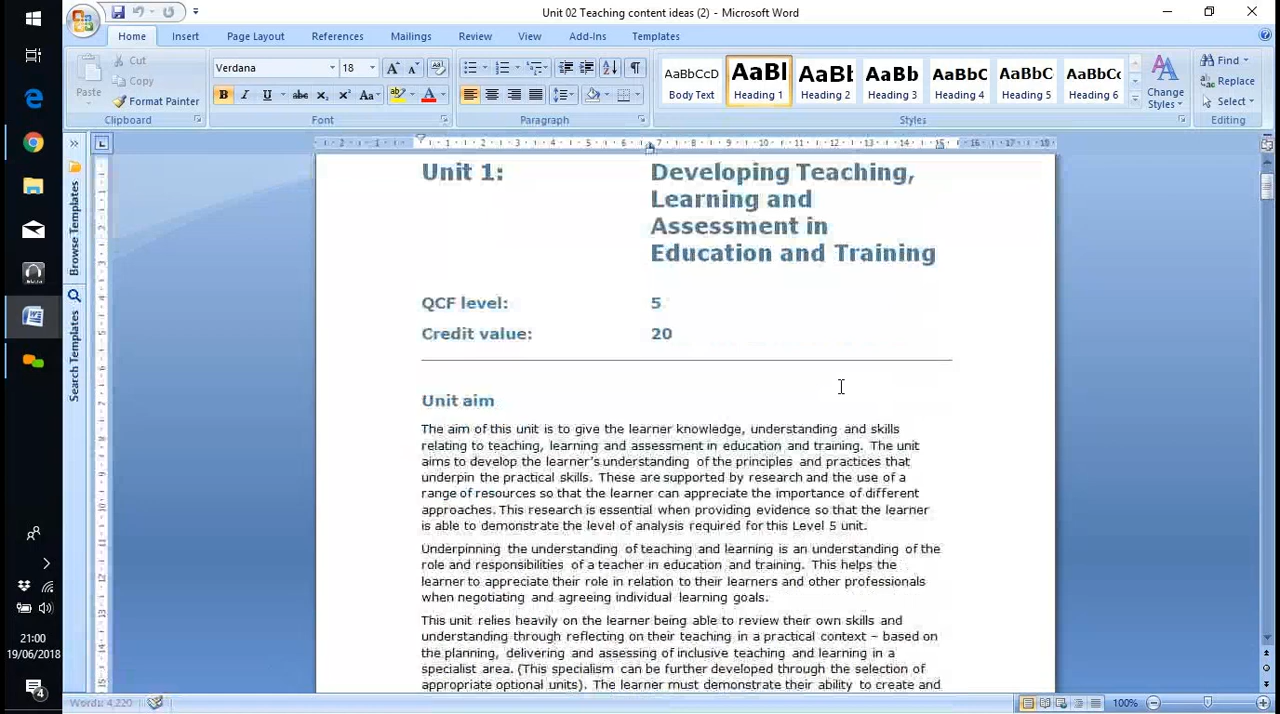 Unit 02 Teaching content ideas (2) - Microsoft Word
Home Insert Page Layout References Mailings Review View Add-Ins Templates
Paste
Cut
Copy
Format Painter
Clipboard
Verdana 18
Font
Paragraph
AaBbCcD AaBl AaBb AaBb AaBbC AaBbC AaBbCc
Body Text Heading 1 Heading 2 Heading 3 Heading 4 Heading 5 Heading 6
Change Styles
Styles
Find
Replace
Select
Editing
Browse Templates
Search Templates
Unit 1: Developing Teaching,
Learning and
Assessment in
Education and Training
QCF level: 5
Credit value: 20
Unit aim
The aim of this unit is to give the learner knowledge, understanding and skills
relating to teaching, learning and assessment in education and training. The unit
aims to develop the learner's understanding of the principles and practices that
underpin the practical skills. These are supported by research and the use of a
range of resources so that the learner can appreciate the importance of different
approaches. This research is essential when providing evidence so that the learner
is able to demonstrate the level of analysis required for this Level 5 unit.
Underpinning the understanding of teaching and learning is an understanding of the
role and responsibilities of a teacher in education and training. This helps the
learner to appreciate their role in relation to their learners and other professionals
when negotiating and agreeing individual learning goals.
This unit relies heavily on the learner being able to review their own skills and
understanding through reflecting on their teaching in a practical context – based on
the planning, delivering and assessing of inclusive teaching and learning in a
specialist area. (This specialism can be further developed through the selection of
appropriate optional units). The learner must demonstrate their ability to create and
21:00
19/06/2018
4
Words: 4,220
100%